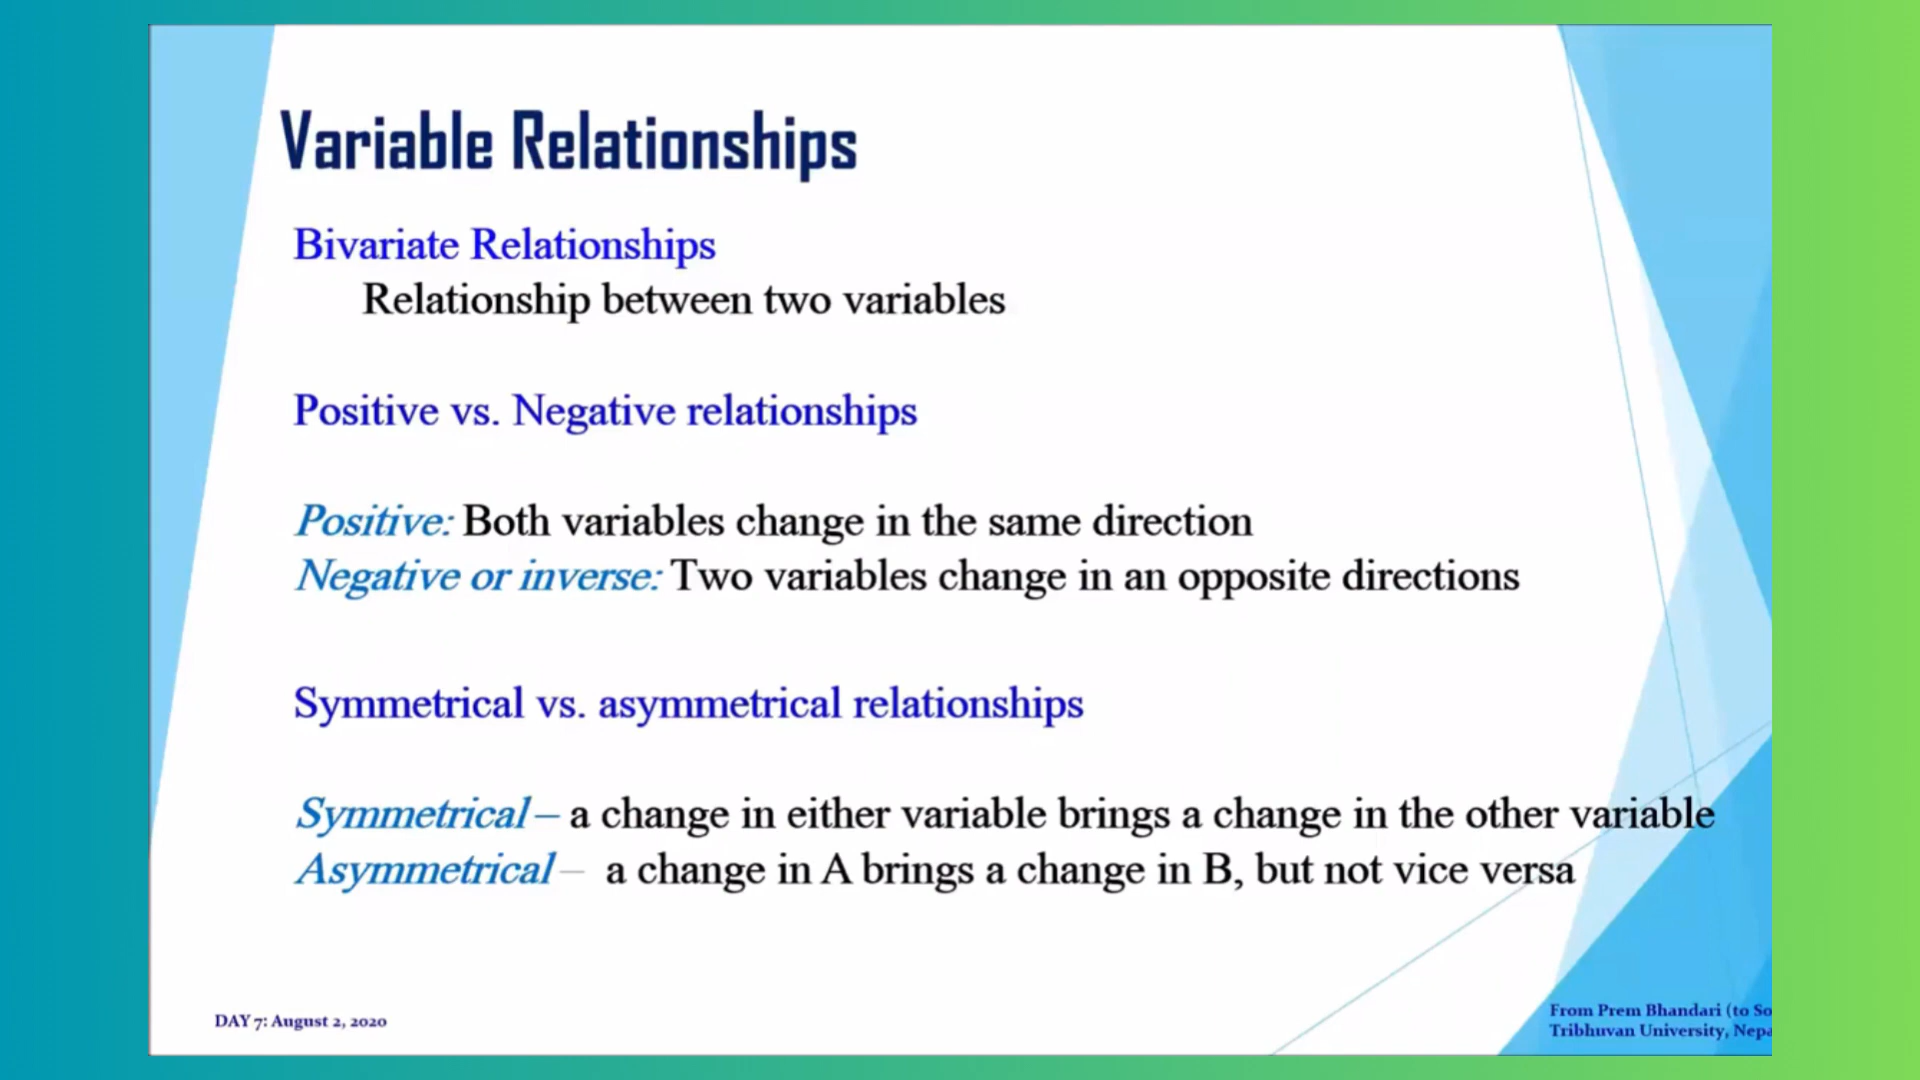 Variable Relationships
Bivariate Relationships
Relationship between two variables
Positive vs. Negative relationships
Positive: Both variables change in the same direction
Negative or inverse: Two variables change in an opposite directions
Symmetrical vs. asymmetrical relationships
Symmetrical – a change in either variable brings a change in the other variable
Asymmetrical – a change in A brings a change in B, but not vice versa
DAY 7: August 2, 2020
From Prem Bhandari (to So
Tribhuvan University, Nepa